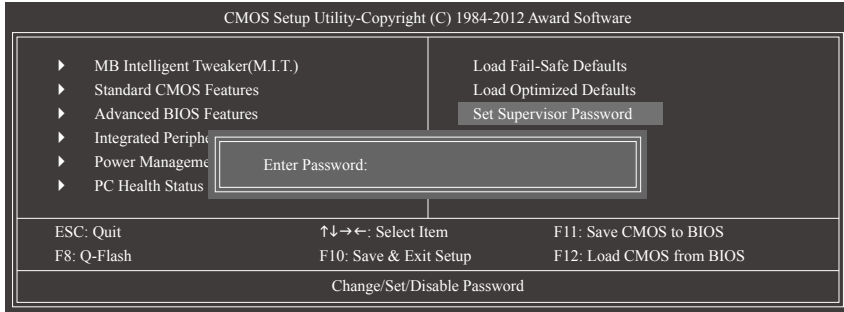 CMOS Setup Utility-Copyright (C) 1984-2012 Award Software
MB Intelligent Tweaker(M.I.T.)
Standard CMOS Features
Advanced BIOS Features
Integrated Periphe
Power Manageme
PC Health Status
Load Fail-Safe Defaults
Load Optimized Defaults
Set Supervisor Password
Enter Password:
ESC: Quit
↑↓→←: Select Item
F11: Save CMOS to BIOS
F8: Q-Flash
F10: Save & Exit Setup
F12: Load CMOS from BIOS
Change/Set/Disable Password